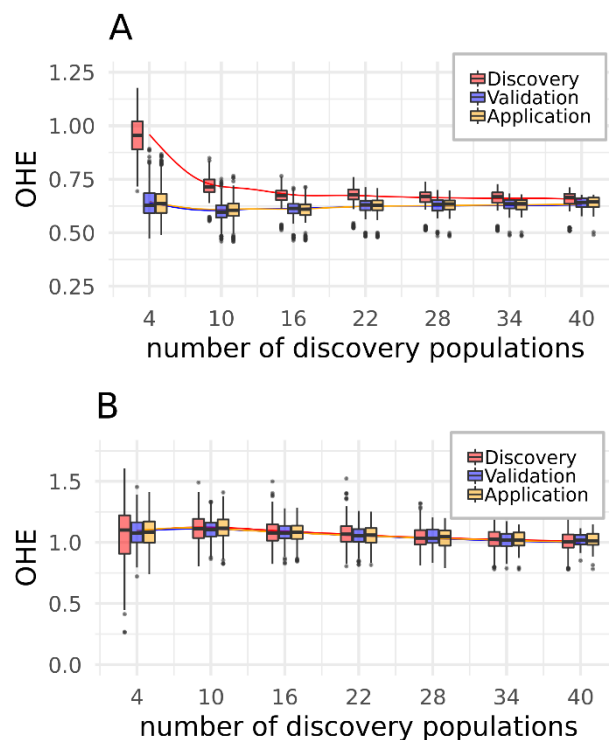 A
OHE
1.25
1.00
0.75
0.50
0.25
Discovery
Validation
Application
4 10 16 22 28 34 40
number of discovery populations
B
OHE
1.5
1.0
0.5
0.0
Discovery
Validation
Application
4 10 16 22 28 34 40
number of discovery populations